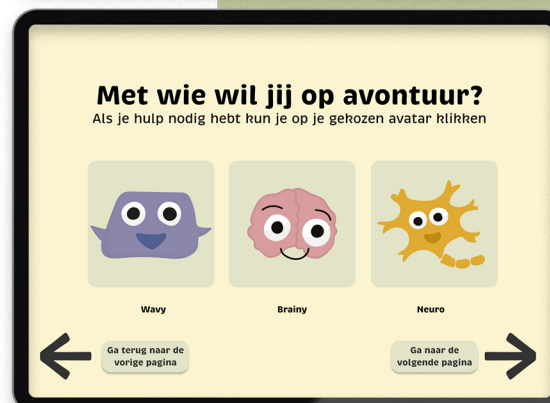 Met wie wil jij op avontuur?
Als je hulp nodig hebt kun je op je gekozen avatar klikken
Wavy
Brainy
Neuro
Ga terug naar de
vorige pagina
Ga naar de
volgende pagina